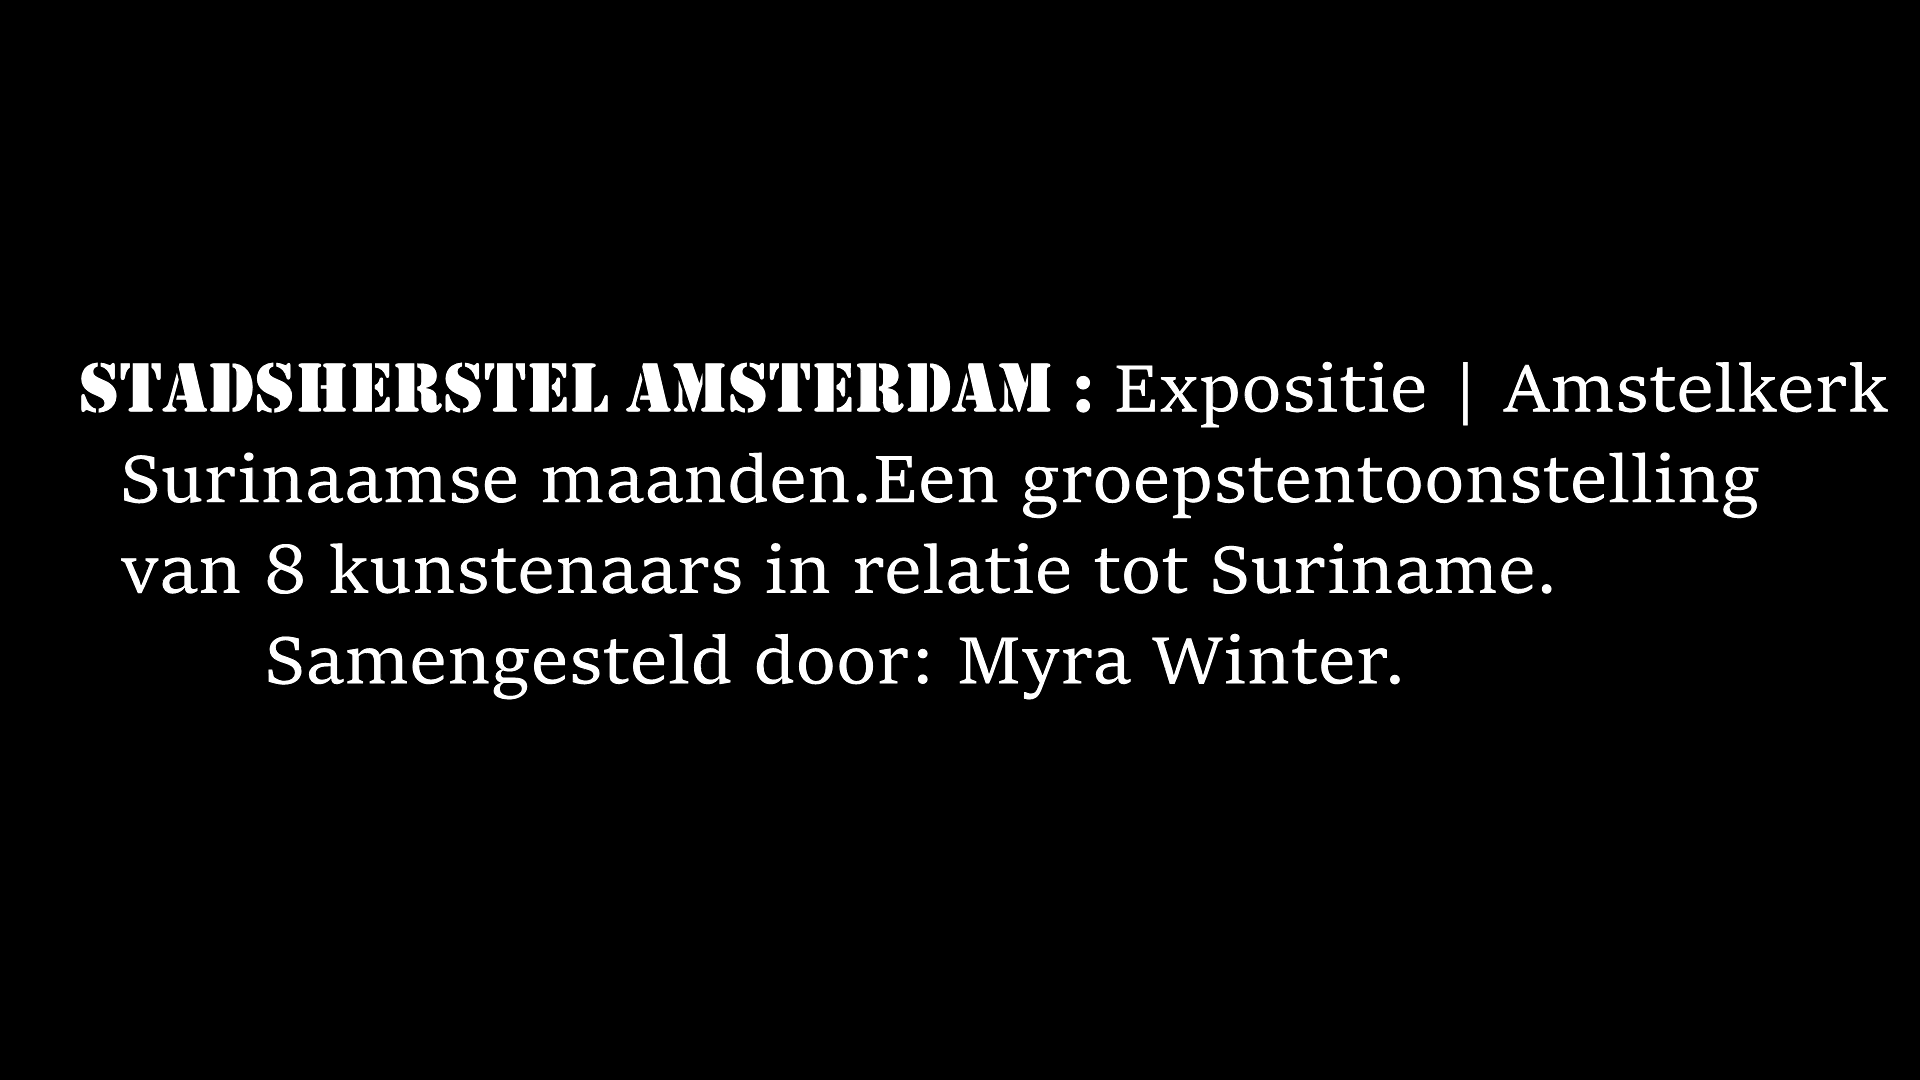 STADSHERSTEL AMSTERDAM : Expositie | Amstelkerk
Surinaamse maanden.Een groepstentoonstelling
van 8 kunstenaars in relatie tot Suriname.
Samengesteld door: Myra Winter.